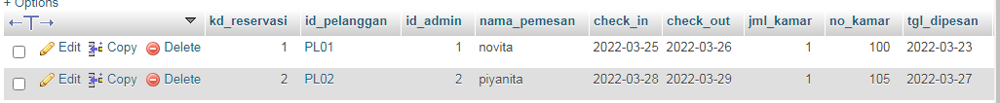 + Options
kd_reservasi id_pelanggan id_admin nama_pemesan check_in check_out jml_kamar no_kamar tgl_dipesan
Edit Copy Delete 1 PL01 1 novita 2022-03-25 2022-03-26 1 100 2022-03-23
Edit Copy Delete 2 PL02 2 piyanita 2022-03-28 2022-03-29 1 105 2022-03-27